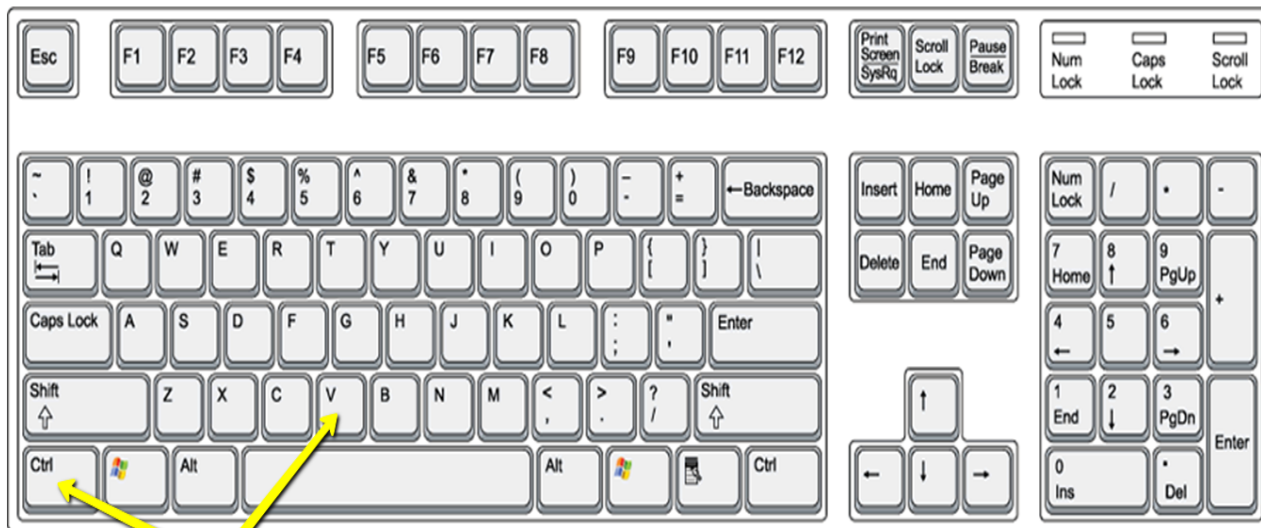 Esc F1 F2 F3 F4 F5 F6 F7 F8 F9 F10 F11 F12
Print Screen SysRq
Scroll Lock
Pause Break
Num Lock
Caps Lock
Scroll Lock
~ ` ! 1 @ 2 # 3 $ 4 % 5 ^ 6 & 7 * 8 ( 9 ) 0 _ - + = ←Backspace
Insert Home Page Up
Num Lock / * -
Tab Q W E R T Y U I O P { [ } ] | \
Delete End Page Down
7 Home 8 ↑ 9 PgUp +
Caps Lock A S D F G H J K L : ; " ' Enter
4 ← 5 6 →
Shift Z X C V B N M < , > . ? / Shift
↑
1 End 2 ↓ 3 PgDn Enter
Ctrl Alt Alt Ctrl
← ↓ →
0 Ins . Del